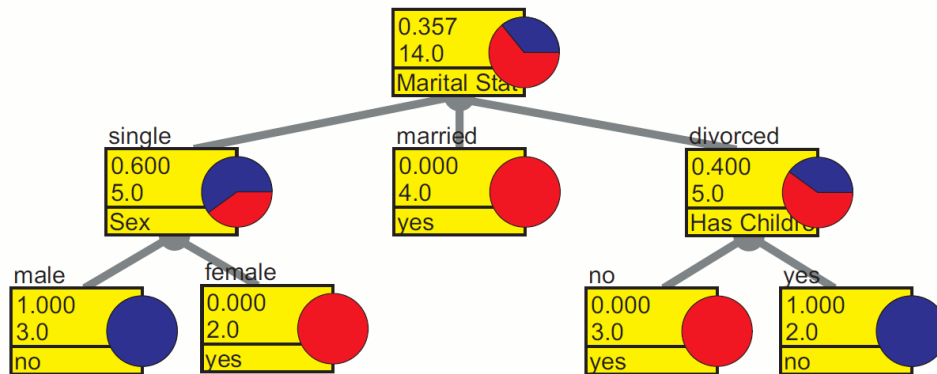 0.357
14.0
Marital Stat
single
0.600
5.0
Sex
married
0.000
4.0
yes
divorced
0.400
5.0
Has Childre
male
1.000
3.0
no
female
0.000
2.0
yes
no
0.000
3.0
yes
yes
1.000
2.0
no